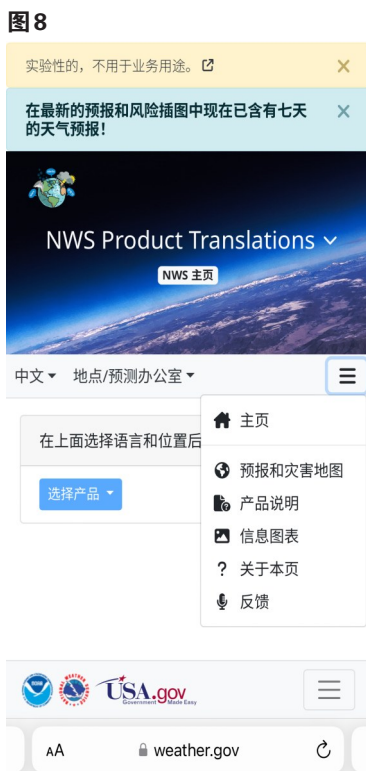 图8
实验性的，不用于业务用途。
在最新的预报和风险插图中现在已含有七天
的天气预报！
NWS Product Translations
NWS 主页
中文 地点/预测办公室
主页
在上面选择语言和位置后
预报和灾害地图
选择产品
产品说明
信息图表
? 关于本页
反馈
USA.gov
Government Made Easy
AA weather.gov